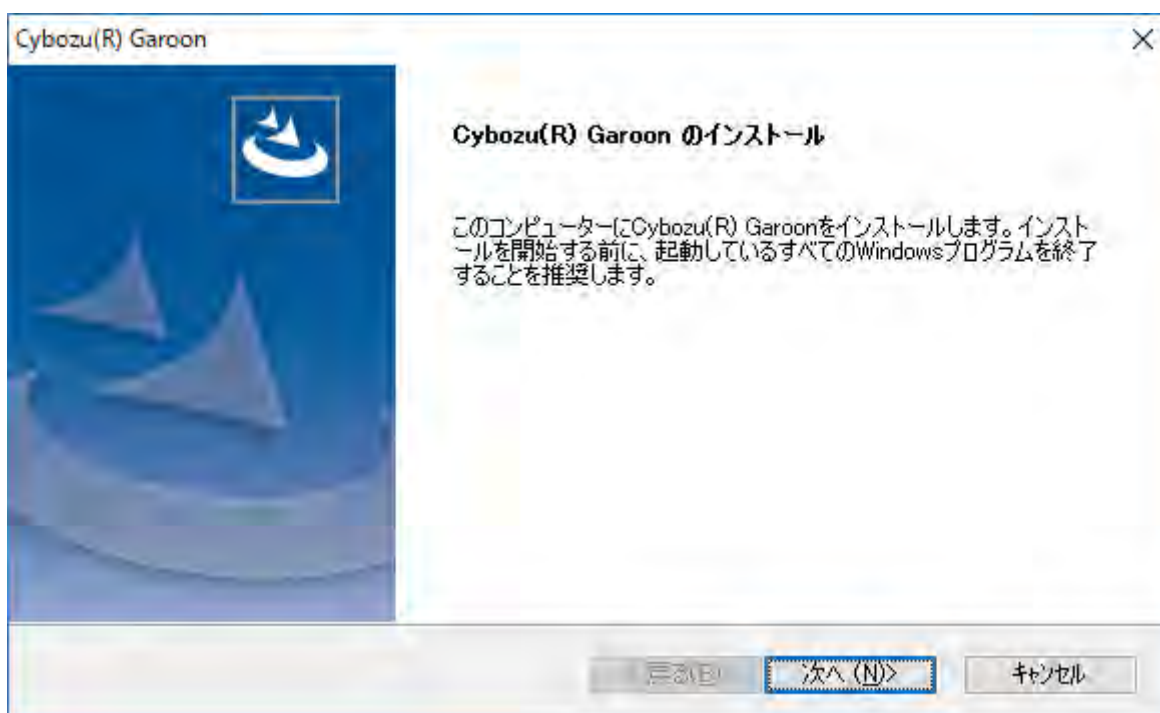 Cybozu(R) Garoon
Cybozu(R) Garoon のインストール
このコンピューターにCybozu(R) Garoonをインストールします。インスト
ールを開始する前に、起動しているすべてのWindowsプログラムを終了
することを推奨します。
戻る(B)
次へ (N)>
キャンセル